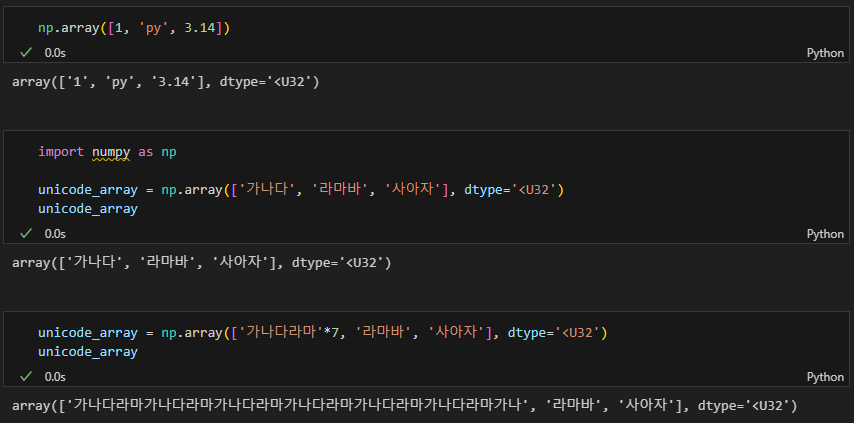 np.array([1, 'py', 3.14])
0.0s
Python
array(['1', 'py', '3.14'], dtype='<U32')
import numpy as np
unicode_array = np.array(['가나다', '라마바', '사아자'], dtype='<U32')
unicode_array
0.0s
Python
array(['가나다', '라마바', '사아자'], dtype='<U32')
unicode_array = np.array(['가나다라마'*7, '라마바', '사아자'], dtype='<U32')
unicode_array
0.0s
Python
array(['가나다라마가나다라마가나다라마가나다라마가나다라마가나다라마가나', '라마바', '사아자'], dtype='<U32')